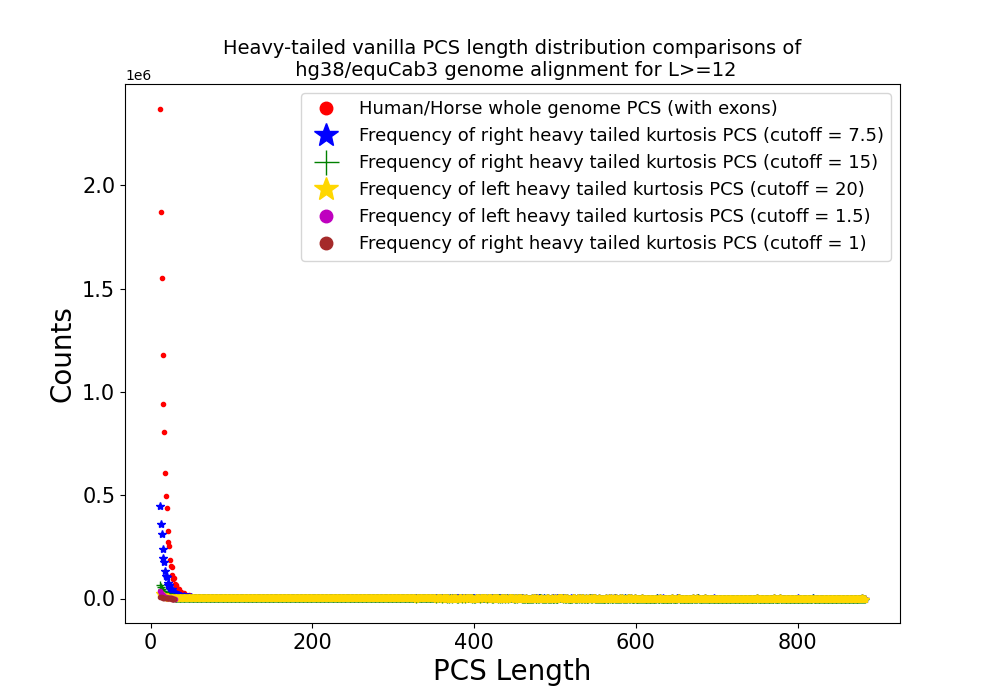 Heavy-tailed vanilla PCS length distribution comparisons of
hg38/equCab3 genome alignment for L>=12
1e6
Human/Horse whole genome PCS (with exons)
Frequency of right heavy tailed kurtosis PCS (cutoff = 7.5)
Frequency of right heavy tailed kurtosis PCS (cutoff = 15)
Frequency of left heavy tailed kurtosis PCS (cutoff = 20)
Frequency of left heavy tailed kurtosis PCS (cutoff = 1.5)
Frequency of right heavy tailed kurtosis PCS (cutoff = 1)
2.0
1.5
1.0
0.5
0.0
Counts
0 200 400 600 800
PCS Length